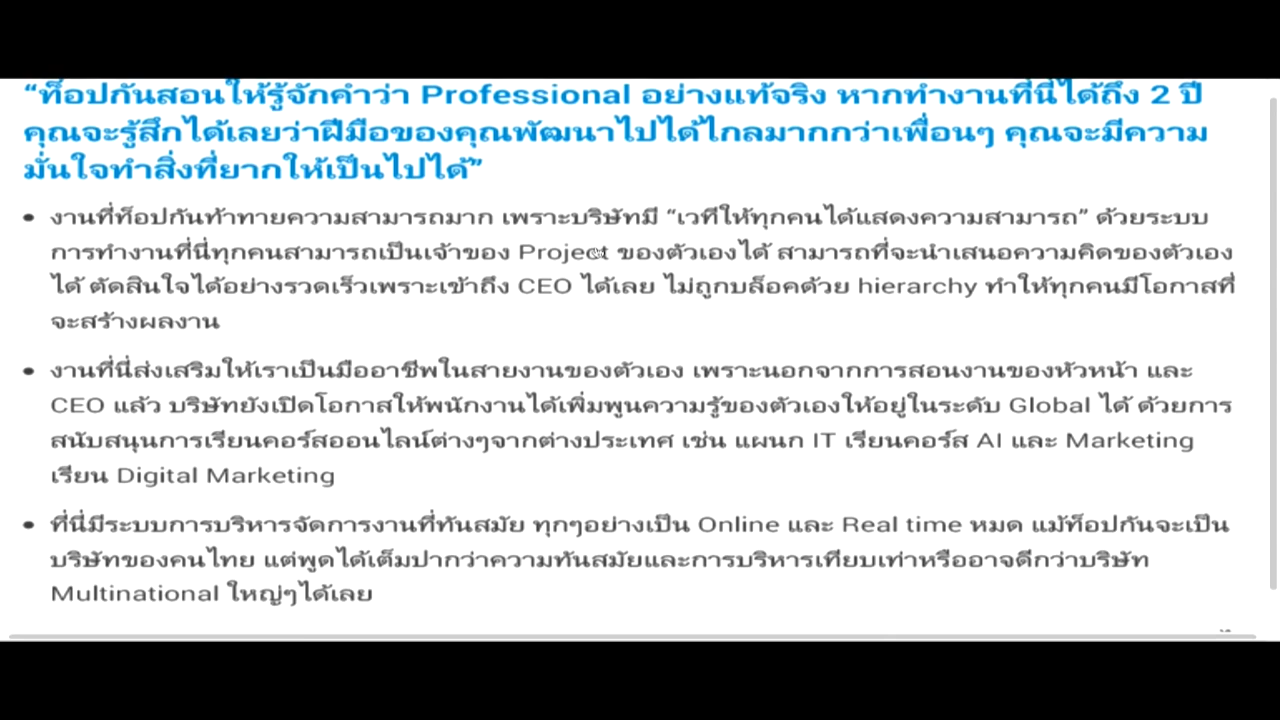 “ท็อปกันสอนให้รู้จักคำว่า Professional อย่างแท้จริง หากทำงานที่นี่ได้ถึง 2 ปี
คุณจะรู้สึกได้เลยว่าฝีมือของคุณพัฒนาไปได้ไกลมากกว่าเพื่อนๆ คุณจะมีความ
มั่นใจทำสิ่งที่ยากให้เป็นไปได้”
• งานที่ท็อปกันท้าทายความสามารถมาก เพราะบริษัทมี “เวทีให้ทุกคนได้แสดงความสามารถ” ด้วยระบบ
การทำงานที่นี่ทุกคนสามารถเป็นเจ้าของ Project ของตัวเองได้ สามารถที่จะนำเสนอความคิดของตัวเอง
ได้ ตัดสินใจได้อย่างรวดเร็วเพราะเข้าถึง CEO ได้เลย ไม่ถูกบล็อคด้วย hierarchy ทำให้ทุกคนมีโอกาสที่
จะสร้างผลงาน
• งานที่นี่ส่งเสริมให้เราเป็นมืออาชีพในสายงานของตัวเอง เพราะนอกจากการสอนงานของหัวหน้า และ
CEO แล้ว บริษัทยังเปิดโอกาสให้พนักงานได้เพิ่มพูนความรู้ของตัวเองให้อยู่ในระดับ Global ได้ ด้วยการ
สนับสนุนการเรียนคอร์สออนไลน์ต่างๆจากต่างประเทศ เช่น แผนก IT เรียนคอร์ส AI และ Marketing
เรียน Digital Marketing
• ที่นี่มีระบบการบริหารจัดการงานที่ทันสมัย ทุกๆอย่างเป็น Online และ Real time หมด แม้ท็อปกันจะเป็น
บริษัทของคนไทย แต่พูดได้เต็มปากว่าความทันสมัยและการบริหารเทียบเท่าหรืออาจดีกว่าบริษัท
Multinational ใหญ่ๆได้เลย